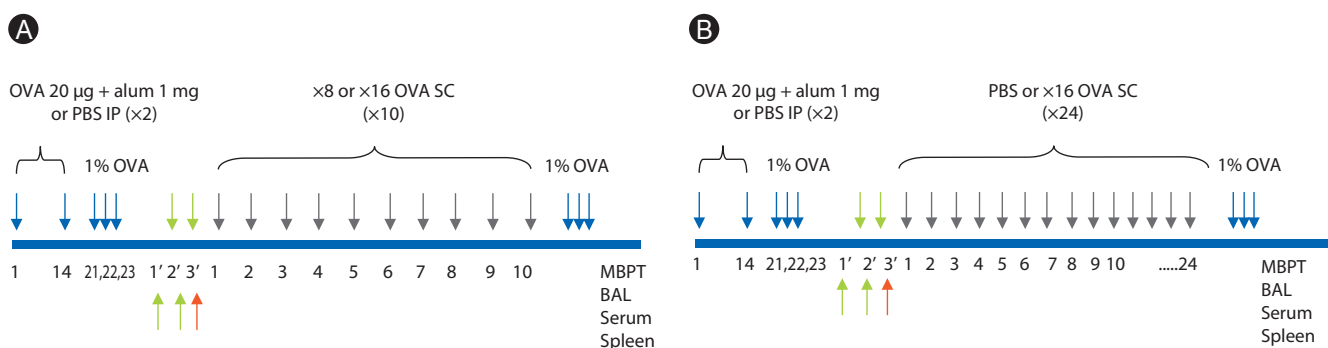 A
OVA 20 µg + alum 1 mg
or PBS IP (×2)
×8 or ×16 OVA SC
(×10)
1% OVA
1% OVA
1 14 21,22,23 1′ 2′ 3′ 1 2 3 4 5 6 7 8 9 10
MBPT
BAL
Serum
Spleen
B
OVA 20 µg + alum 1 mg
or PBS IP (×2)
PBS or ×16 OVA SC
(×24)
1% OVA
1% OVA
1 14 21,22,23 1′ 2′ 3′ 1 2 3 4 5 6 7 8 9 10 .....24
MBPT
BAL
Serum
Spleen